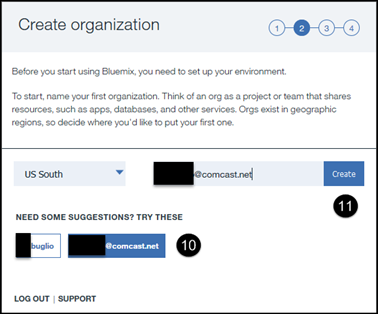 Create organization
1 2 3 4
Before you start using Bluemix, you need to set up your environment.
To start, name your first organization. Think of an org as a project or team that shares
resources, such as apps, databases, and other services. Orgs exist in geographic
regions, so decide where you'd like to put your first one.
US South @comcast.net Create
11
NEED SOME SUGGESTIONS? TRY THESE
buglio @comcast.net 10
LOG OUT | SUPPORT